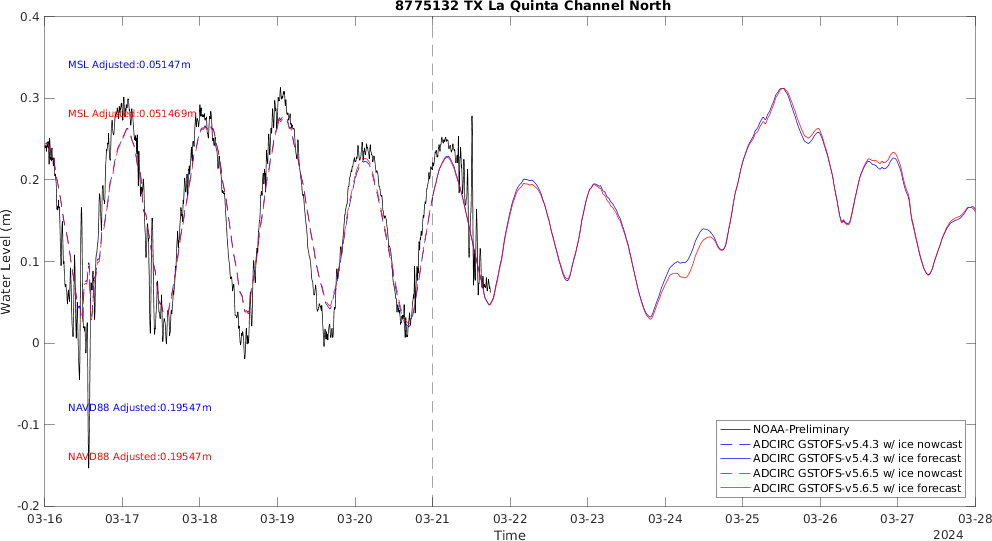 8775132 TX La Quinta Channel North
0.4
0.3
0.2
0.1
0
-0.1
-0.2
Water Level (m)
MSL Adjusted:0.05147m
MSL Adjusted:0.051469m
NAVD88 Adjusted:0.19547m
NAVD88 Adjusted:0.19547m
NOAA-Preliminary
ADCIRC GSTOFS-v5.4.3 w/ ice nowcast
ADCIRC GSTOFS-v5.4.3 w/ ice forecast
ADCIRC GSTOFS-v5.6.5 w/ ice nowcast
ADCIRC GSTOFS-v5.6.5 w/ ice forecast
03-16 03-17 03-18 03-19 03-20 03-21 03-22 03-23 03-24 03-25 03-26 03-27 03-28
Time
2024